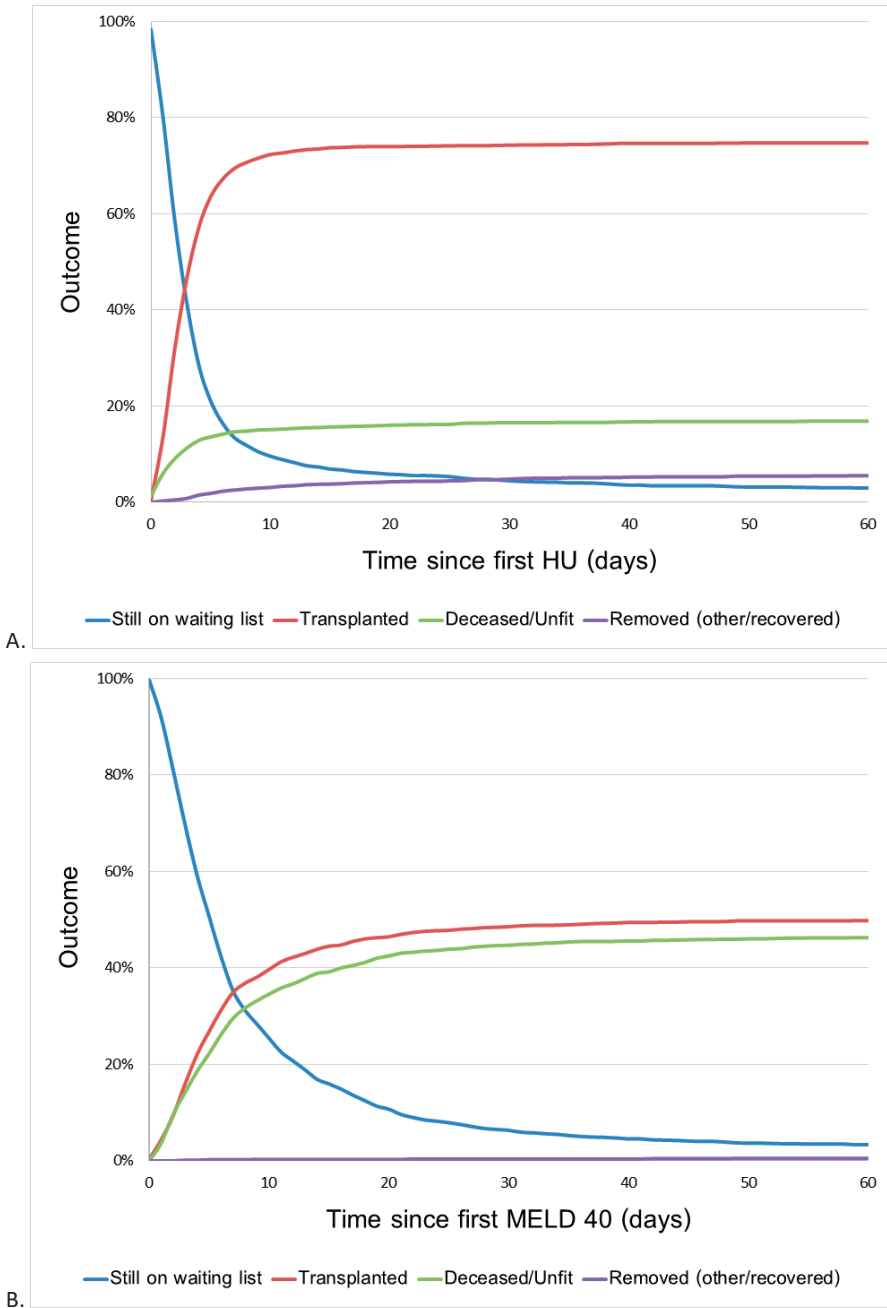 100%
80%
60%
40%
20%
0%
Outcome
0 10 20 30 40 50 60
Time since first HU (days)
Still on waiting list Transplanted Deceased/Unfit Removed (other/recovered)
A.
100%
80%
60%
40%
20%
0%
Outcome
0 10 20 30 40 50 60
Time since first MELD 40 (days)
Still on waiting list Transplanted Deceased/Unfit Removed (other/recovered)
B.